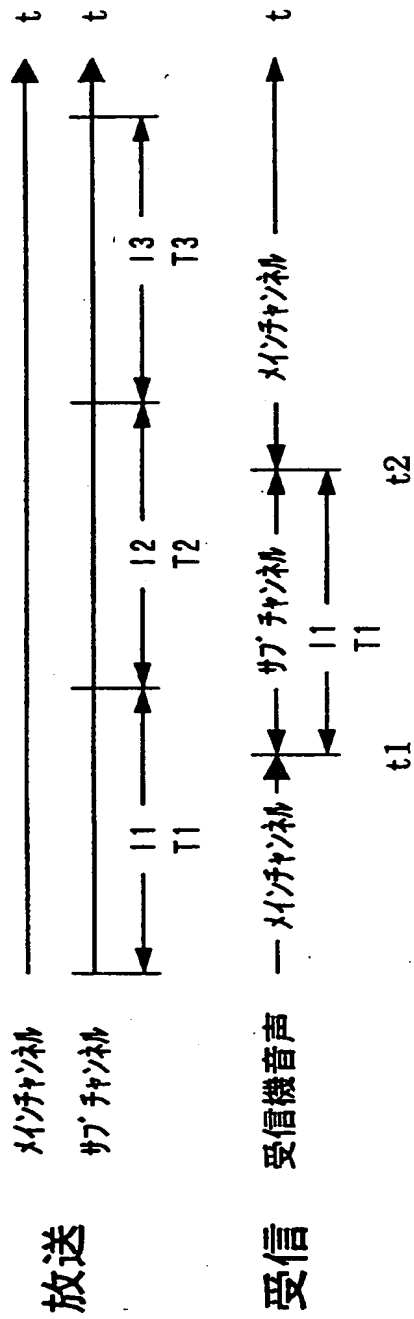 放送
メインチャンネル
t
サブチャンネル
t
I1
T1
I2
T2
I3
T3
受信
受信機音声
メインチャンネル
サブチャンネル
メインチャンネル
t
I1
T1
t1
t2